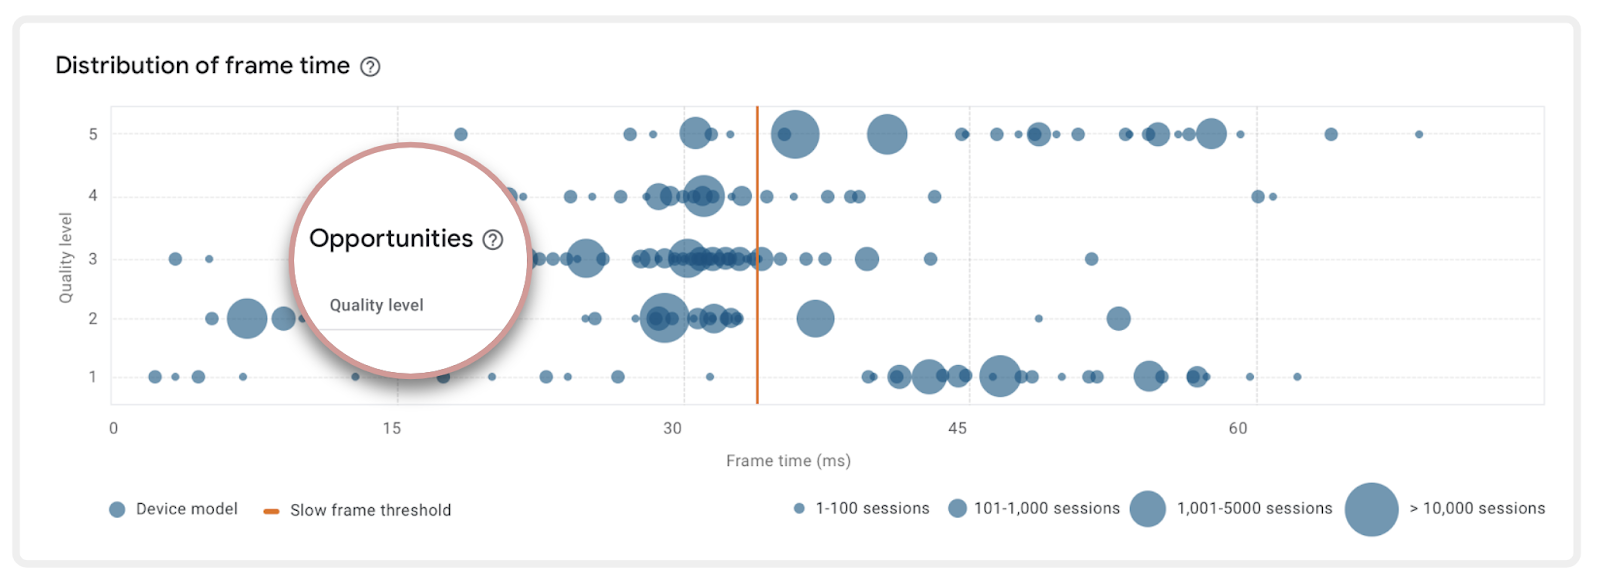 Distribution of frame time ?
Quality level
5
4
3
2
1
Opportunities ?
Quality level
0 15 30 45 60
Frame time (ms)
Device model Slow frame threshold 1-100 sessions 101-1,000 sessions 1,001-5000 sessions > 10,000 sessions